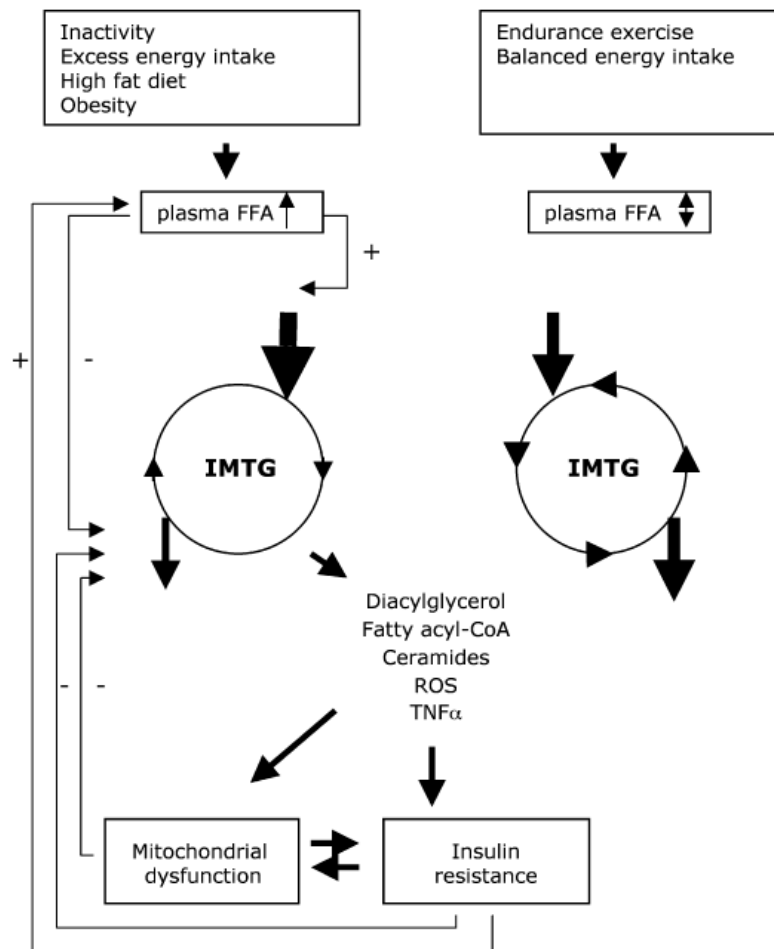 Inactivity
Excess energy intake
High fat diet
Obesity
Endurance exercise
Balanced energy intake
plasma FFA
plasma FFA
+
+
-
IMTG
IMTG
Diacylglycerol
Fatty acyl-CoA
Ceramides
ROS
TNFα
- -
Mitochondrial
dysfunction
Insulin
resistance